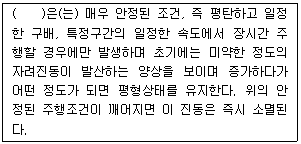 (      )은(는) 매우 안정된 조건, 즉 평탄하고 일정
한 구배, 특정구간의 일정한 속도에서 장시간 주
행할 경우에만 발생하며 초기에는 미약한 정도의
자려진동이 발산하는 양상을 보이며 증가하다가
어떤 정도가 되면 평형상태를 유지한다. 위의 안
정된 주행조건이 깨어지면 이 진동은 즉시 소멸된
다.